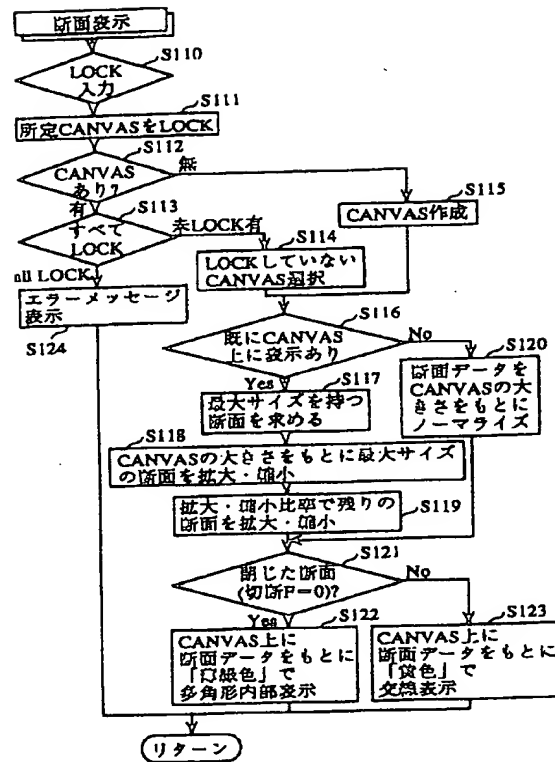 断面表示
S110
LOCK
入力
S111
所定CANVASをLOCK
S112
CANVAS
あり?
無
有
S113
すべて
LOCK
未LOCK有
S114
LOCKしていない
CANVAS選択
S115
CANVAS作成
all LOCK
エラーメッセージ
表示
S124
S116
既にCANVAS
上に表示あり
No
Yes
S117
最大サイズを持つ
断面を求める
S120
断面データを
CANVASの大
きさをもとに
ノーマライズ
S118
CANVASの大きさをもとに最大サイズ
の断面を拡大・縮小
S119
拡大・縮小比率で残りの
断面を拡大・縮小
S121
閉じた断面
(切断F=0)?
No
Yes
S122
CANVAS上に
断面データをもとに
「緑色」で
多角形内部表示
S123
CANVAS上に
断面データをもとに
「黄色」で
交線表示
リターン